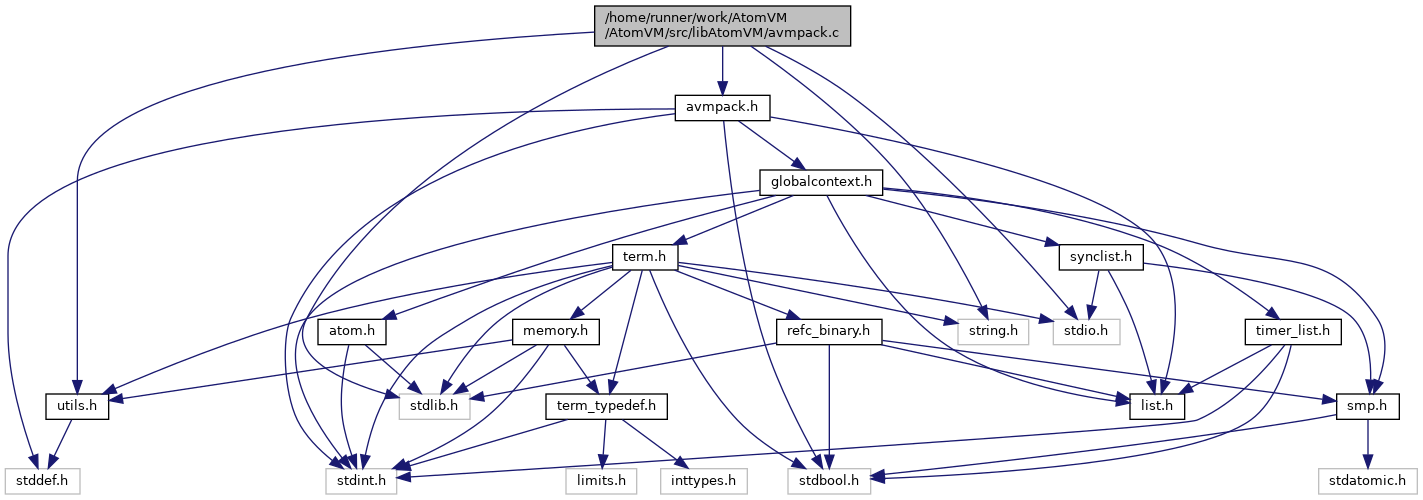 /home/runner/work/AtomVM
/AtomVM/src/libAtomVM/avmpack.c
avmpack.h
globalcontext.h
term.h
synclist.h
atom.h
memory.h
refc_binary.h
string.h
stdio.h
timer_list.h
utils.h
stdlib.h
term_typedef.h
list.h
smp.h
stddef.h
stdint.h
limits.h
inttypes.h
stdbool.h
stdatomic.h